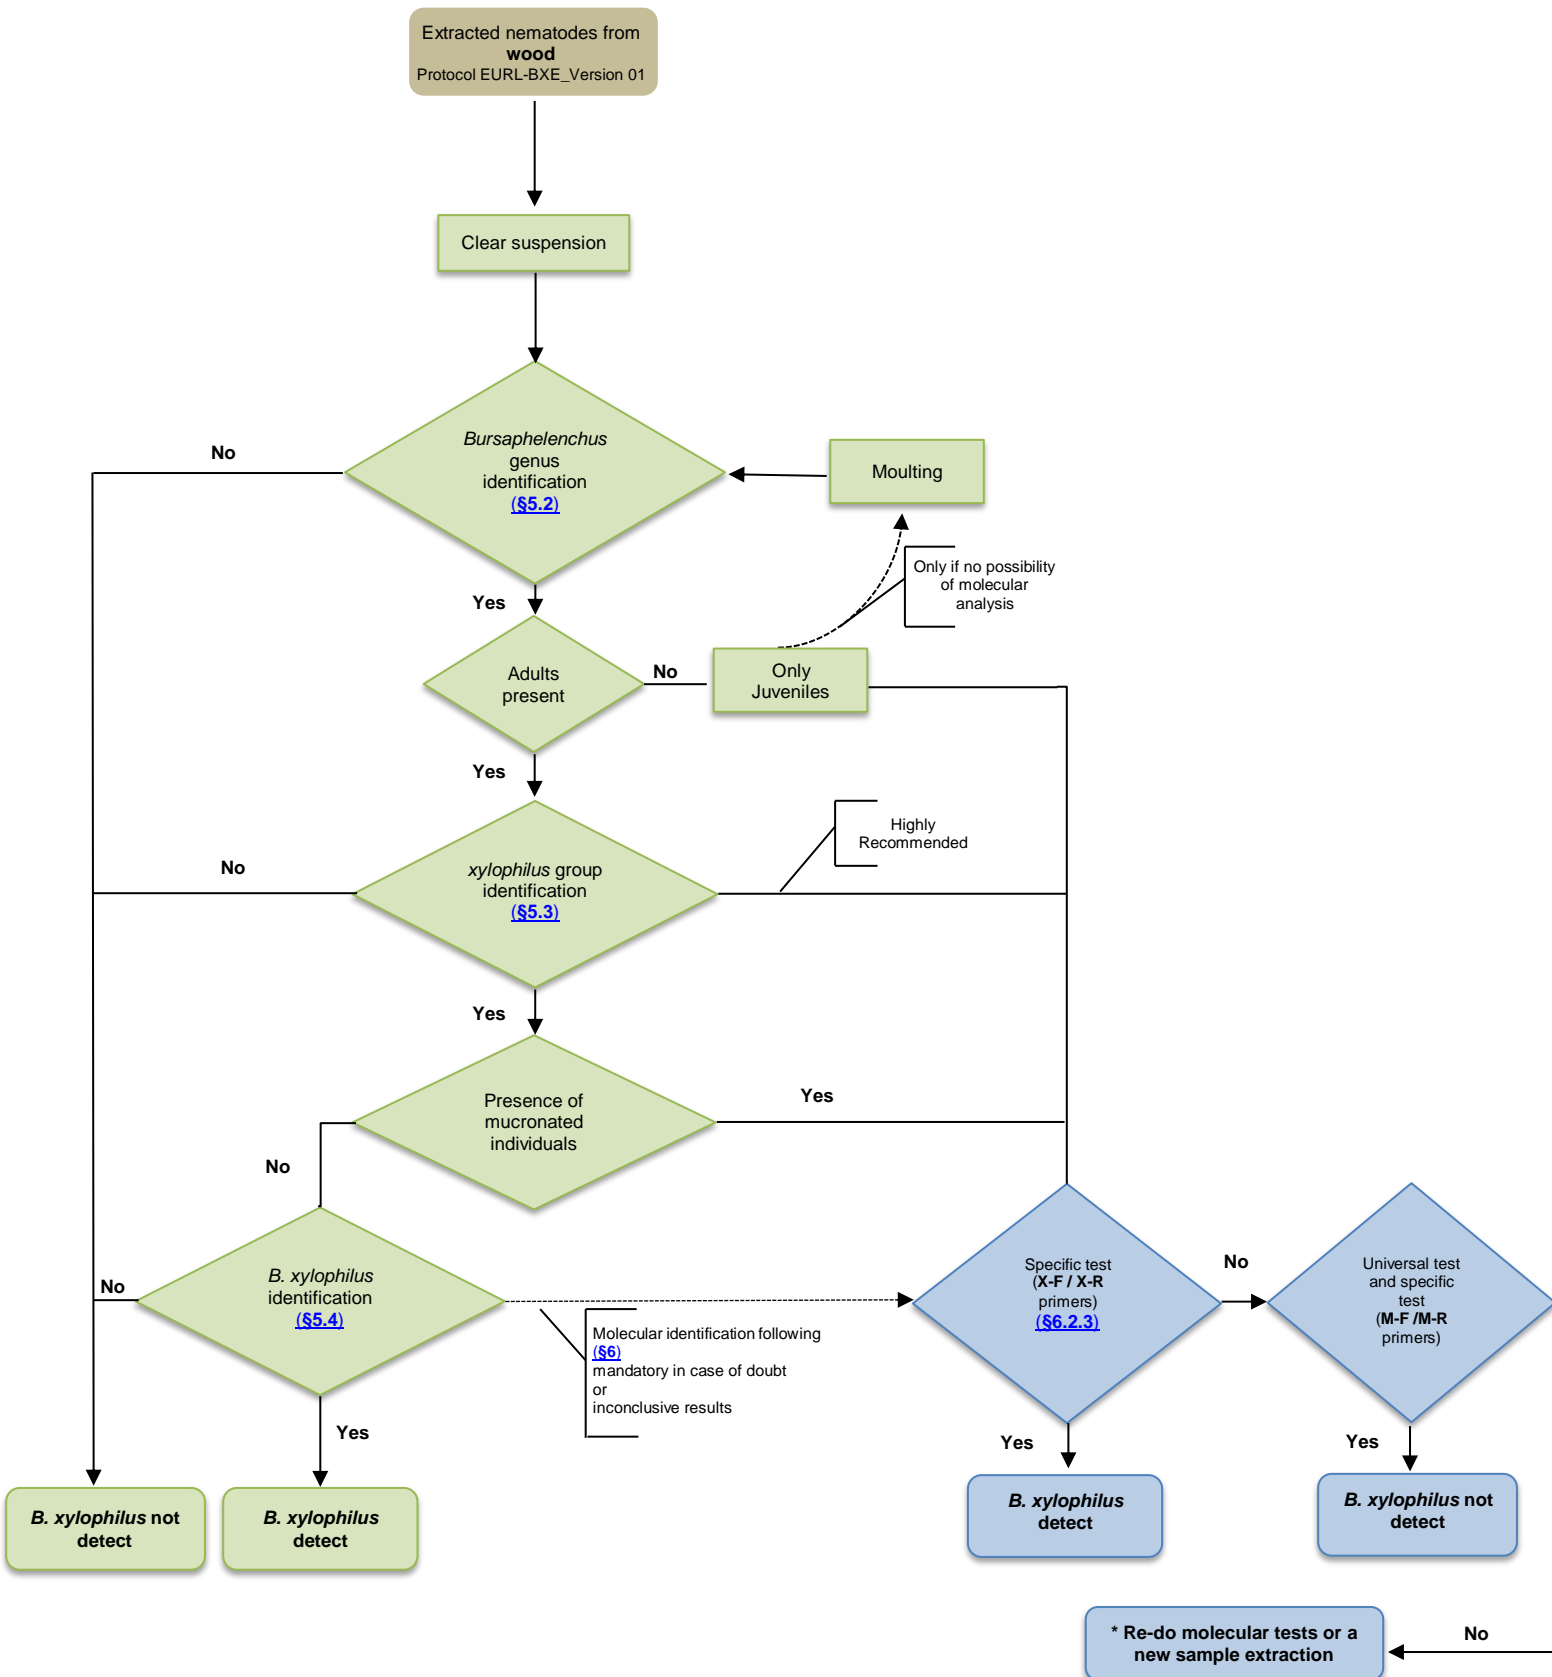 Extracted nematodes from
wood
Protocol EURL-BXE_Version 01
Clear suspension
No
Bursaphelenchus
genus
identification
(§5.2)
Moulting
Only if no possibility
of molecular
analysis
Yes
Adults
present
No
Only
Juveniles
Yes
Highly
Recommended
No
xylophilus group
identification
(§5.3)
Yes
Presence of
mucronated
individuals
Yes
No
No
B. xylophilus
identification
(§5.4)
Molecular identification following
(§6)
mandatory in case of doubt
or
inconclusive results
Specific test
(X-F / X-R
primers)
(§6.2.3)
No
Universal test
and specific
test
(M-F /M-R
primers)
Yes
Yes
Yes
B. xylophilus not
detect
B. xylophilus
detect
B. xylophilus
detect
B. xylophilus not
detect
* Re-do molecular tests or a
new sample extraction
No